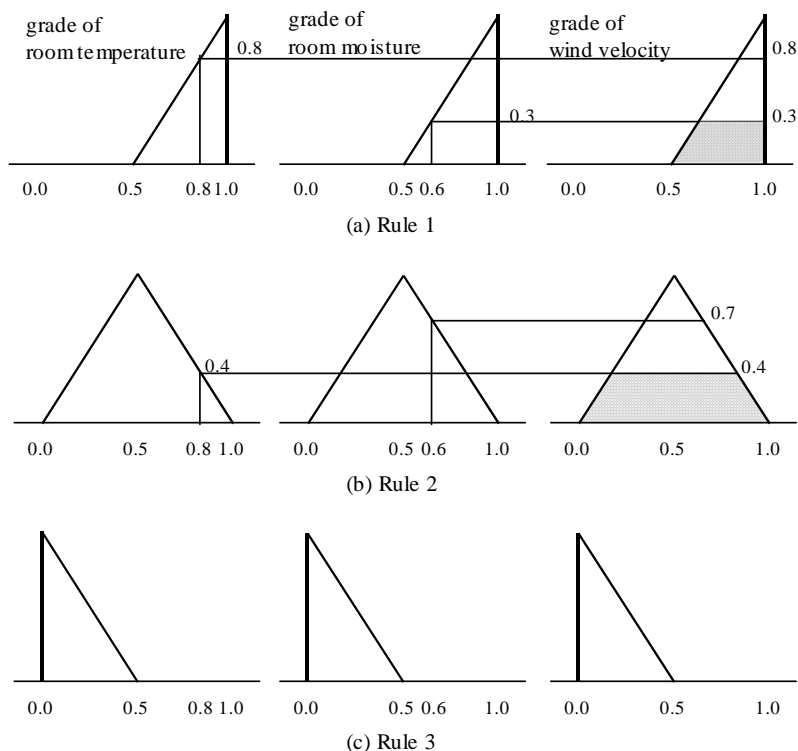 grade of
room temperature
0.8
grade of
room moisture
0.3
grade of
wind velocity
0.8
0.3
0.0 0.5 0.8 1.0
0.0 0.5 0.6 1.0
0.0 0.5 1.0
(a) Rule 1
0.4
0.7
0.4
0.0 0.5 0.8 1.0
0.0 0.5 0.6 1.0
0.0 0.5 1.0
(b) Rule 2
0.0 0.5 0.8 1.0
0.0 0.5 0.6 1.0
0.0 0.5 1.0
(c) Rule 3